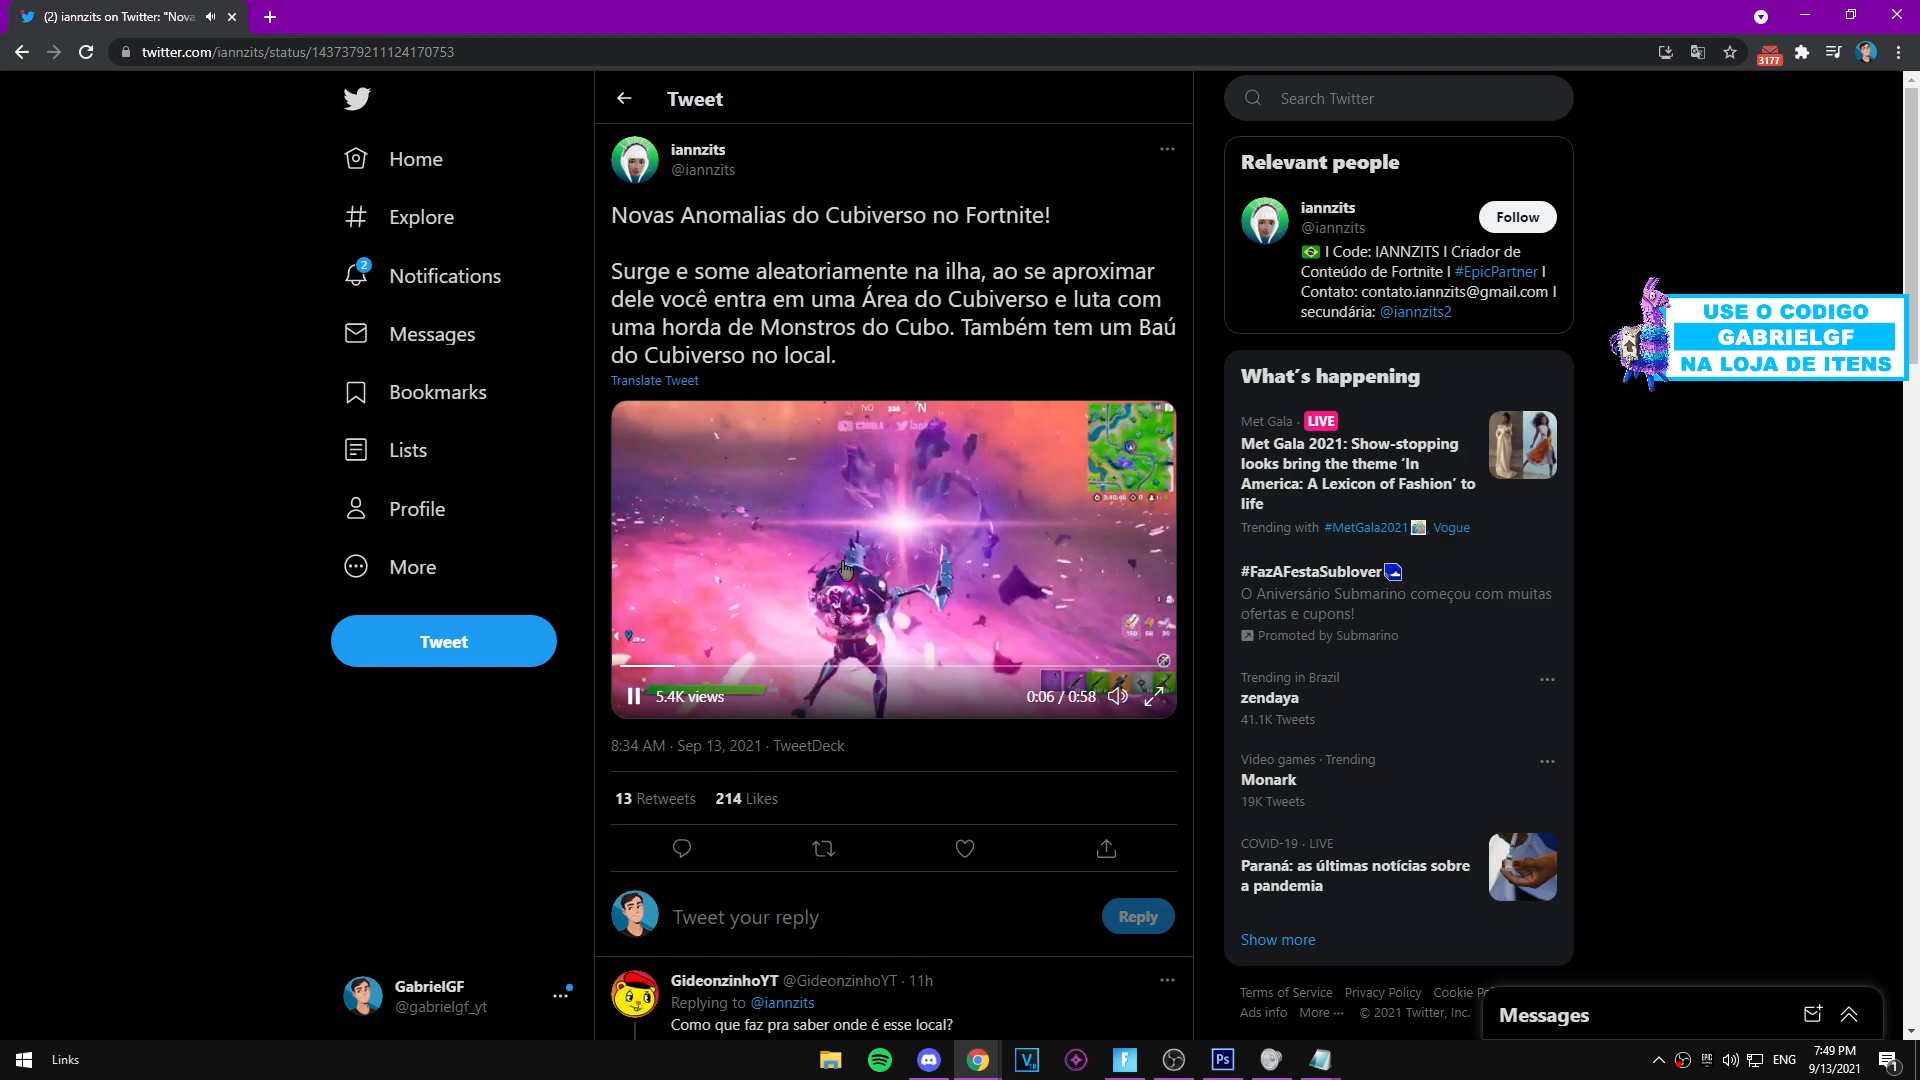 (2) iannzits on Twitter: "Nova
twitter.com/iannzits/status/1437379211124170753
3177
Home
Explore
2
Notifications
Messages
Bookmarks
Lists
Profile
More
Tweet
GabrielGF
@gabrielgf_yt
Tweet
iannzits
@iannzits
Novas Anomalias do Cubiverso no Fortnite!
Surge e some aleatoriamente na ilha, ao se aproximar
dele você entra em uma Área do Cubiverso e luta com
uma horda de Monstros do Cubo. Também tem um Baú
do Cubiverso no local.
Translate Tweet
NO
N
150 68 30
5.4K views
0:06 / 0:58
8:34 AM · Sep 13, 2021 · TweetDeck
13 Retweets 214 Likes
Tweet your reply
Reply
GideonzinhoYT @GideonzinhoYT · 11h
Replying to @iannzits
Como que faz pra saber onde é esse local?
Search Twitter
Relevant people
iannzits
@iannzits
Follow
I Code: IANNZITS I Criador de
Conteúdo de Fortnite I #EpicPartner I
Contato: contato.iannzits@gmail.com I
secundária: @iannzits2
What's happening
Met Gala · LIVE
Met Gala 2021: Show-stopping
looks bring the theme 'In
America: A Lexicon of Fashion' to
life
Trending with #MetGala2021, Vogue
#FazAFestaSublover
O Aniversário Submarino começou com muitas
ofertas e cupons!
Promoted by Submarino
Trending in Brazil
zendaya
41.1K Tweets
Video games · Trending
Monark
19K Tweets
COVID-19 · LIVE
Paraná: as últimas notícias sobre
a pandemia
Show more
Terms of Service Privacy Policy Cookie Po
Ads info More ··· © 2021 Twitter, Inc.
Messages
USE O CODIGO
GABRIELGF
NA LOJA DE ITENS
Links
Ps
ENG
7:49 PM
9/13/2021
1